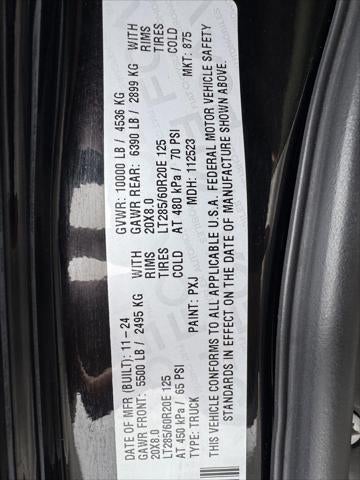 DATE OF MFR (BUILT): 11-24 GVWR: 10000 LB / 4536 KG
GAWR FRONT: 5500 LB / 2495 KG WITH GAWR REAR: 6390 LB / 2899 KG WITH
20X8.0 RIMS 20X8.0 RIMS
LT285/60R20E 125 TIRES LT285/60R20E 125 TIRES
AT 450 kPa / 65 PSI COLD AT 480 kPa / 70 PSI COLD
TYPE: TRUCK PAINT: PXJ MDH: 112523 MKT: 875
THIS VEHICLE CONFORMS TO ALL APPLICABLE U.S.A. FEDERAL MOTOR VEHICLE SAFETY
STANDARDS IN EFFECT ON THE DATE OF MANUFACTURE SHOWN ABOVE.